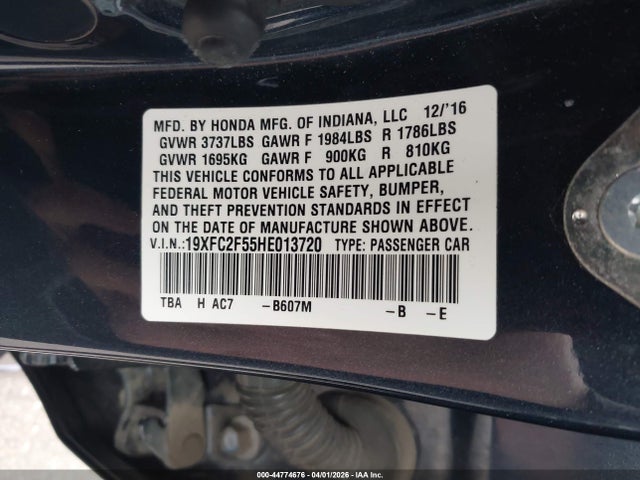 MFD. BY HONDA MFG. OF INDIANA, LLC 12/'16
GVWR 3737LBS GAWR F 1984LBS R 1786LBS
GVWR 1695KG GAWR F 900KG R 810KG
THIS VEHICLE CONFORMS TO ALL APPLICABLE
FEDERAL MOTOR VEHICLE SAFETY, BUMPER,
AND THEFT PREVENTION STANDARDS IN EFFECT
ON THE DATE OF MANUFACTURE SHOWN ABOVE.
V.I.N.:19XFC2F55HE013720 TYPE: PASSENGER CAR
TBA H AC7 -B607M -B -E
000-44774676 | 04/01/2026 | IAA Inc.